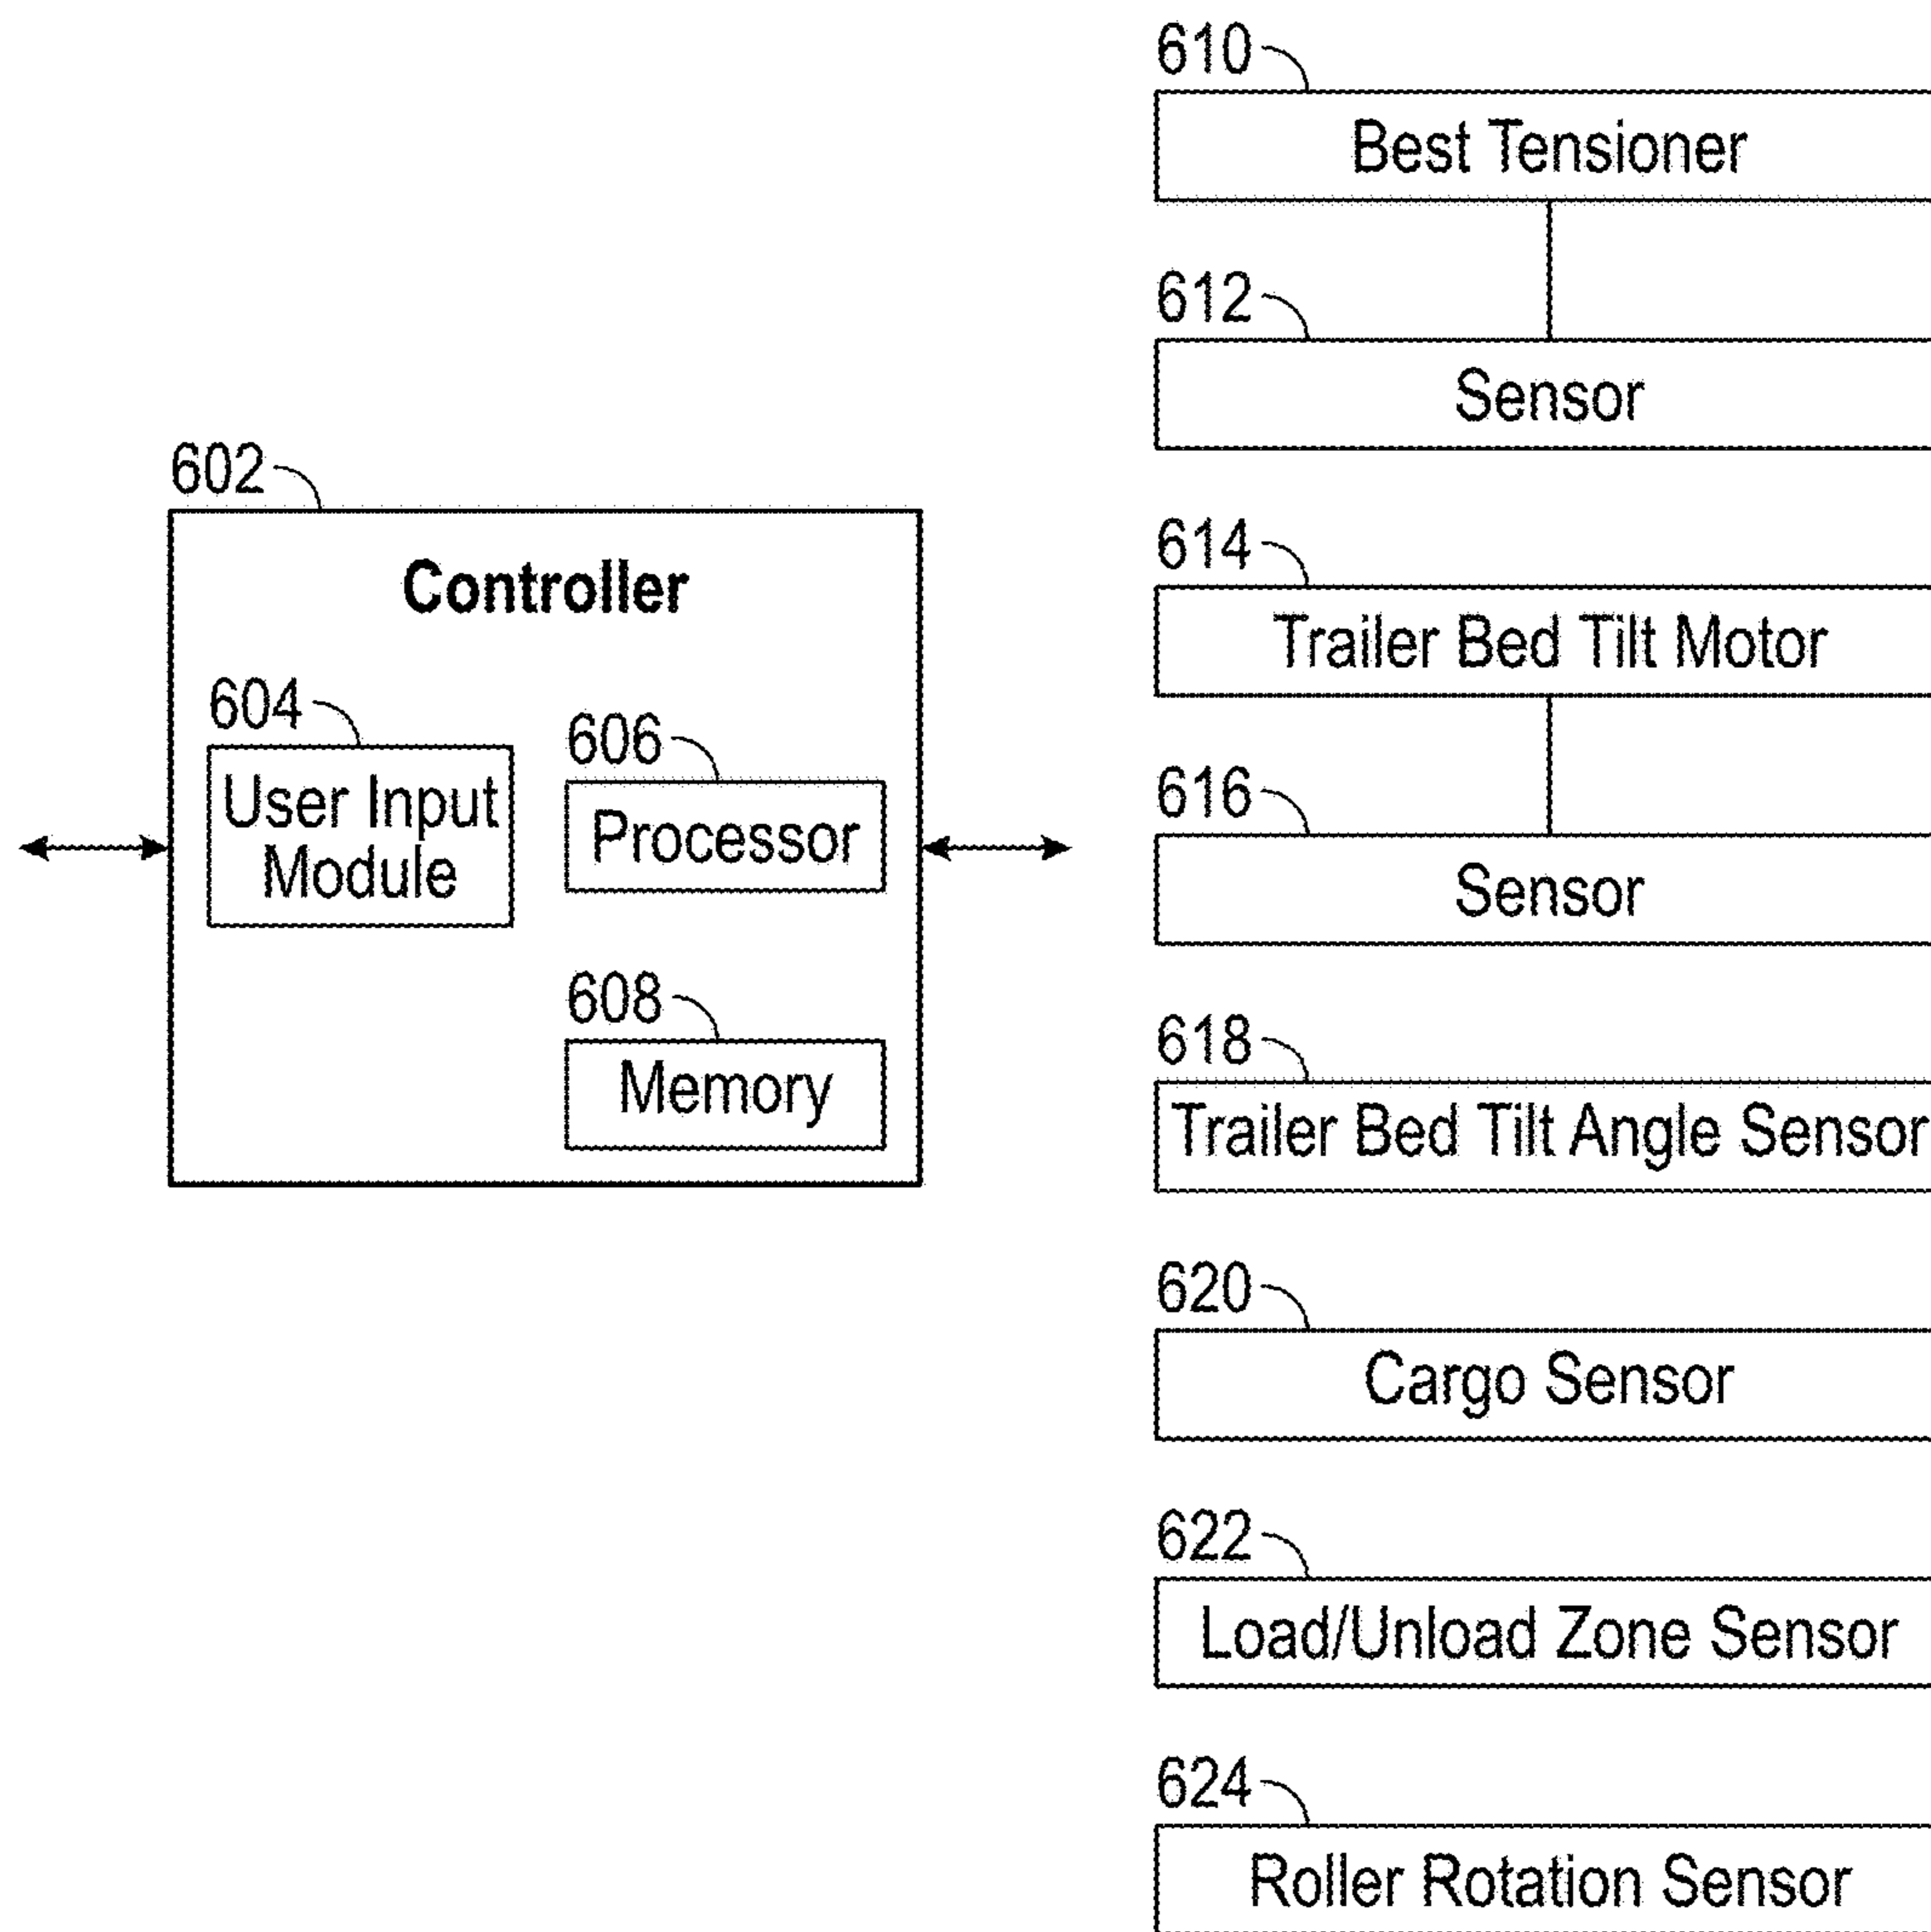 602
Controller
604
User Input
Module
606
Processor
608
Memory
610
Best Tensioner
612
Sensor
614
Trailer Bed Tilt Motor
616
Sensor
618
Trailer Bed Tilt Angle Sensor
620
Cargo Sensor
622
Load/Unload Zone Sensor
624
Roller Rotation Sensor